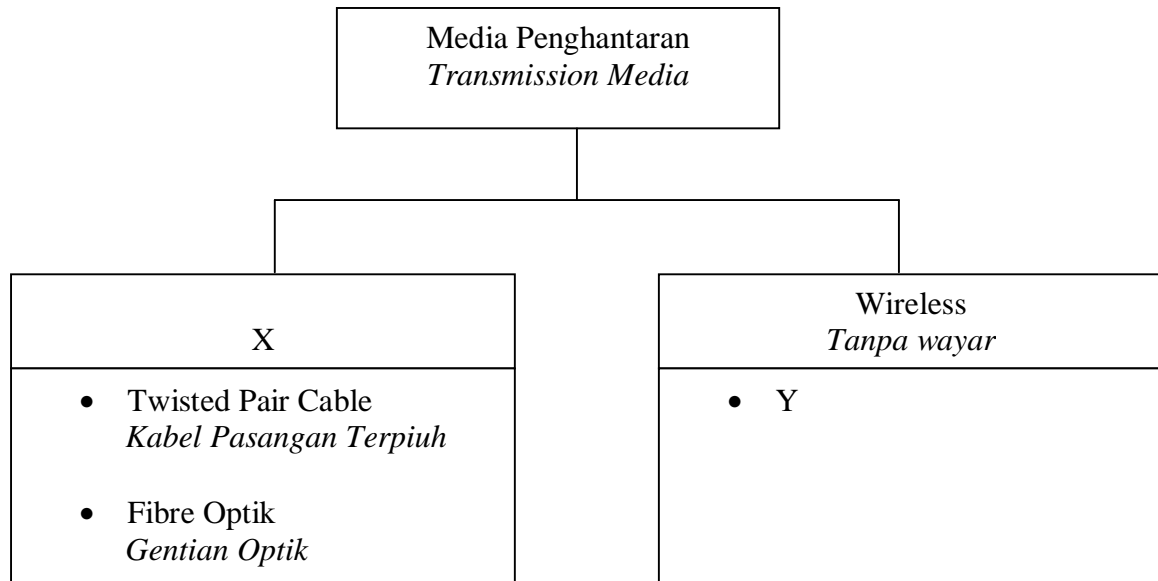 Media Penghantaran
Transmission Media
X
• Twisted Pair Cable
Kabel Pasangan Terpiuh
• Fibre Optik
Gentian Optik
Wireless
Tanpa wayar
• Y